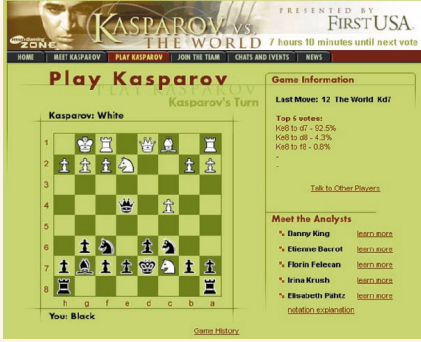 PRESENTED BY
KASPAROV VS. FIRST USA
THE WORLD
ZONE
7 hours 10 minutes until next vote
HOME MEET KASPAROV PLAY KASPAROV JOIN THE TEAM CHATS AND EVENTS NEWS
Play Kasparov
PLAY KASPAROV
Kasparov's Turn
Kasparov: White
1
2
3
4
5
6
7
8
h g f e d c b a
You: Black
Game History
Game Information
Last Move: 12 The World Kd7
Top 5 votes:
Ke8 to d7 - 92.5%
Ke8 to d8 - 4.3%
Ke8 to f8 - 0.8%
-
-
Talk to Other Players
Meet the Analysts
Danny King learn more
Etienne Bacrot learn more
Florin Felecan learn more
Irina Krush learn more
Elisabeth Pähtz learn more
notation explanation